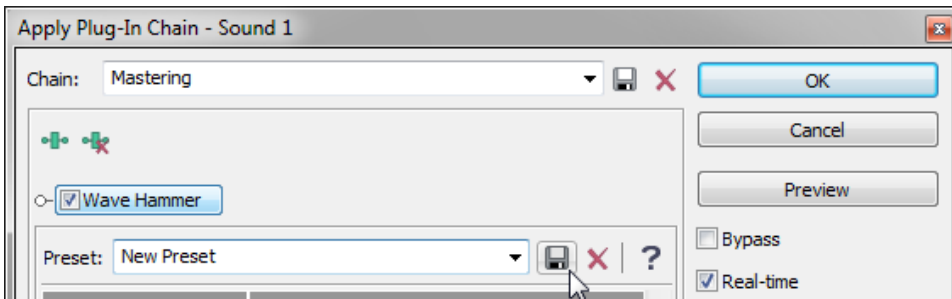 Apply Plug-In Chain - Sound 1
Chain: Mastering
OK
Cancel
Wave Hammer
Preview
Preset: New Preset ?
Bypass
Real-time